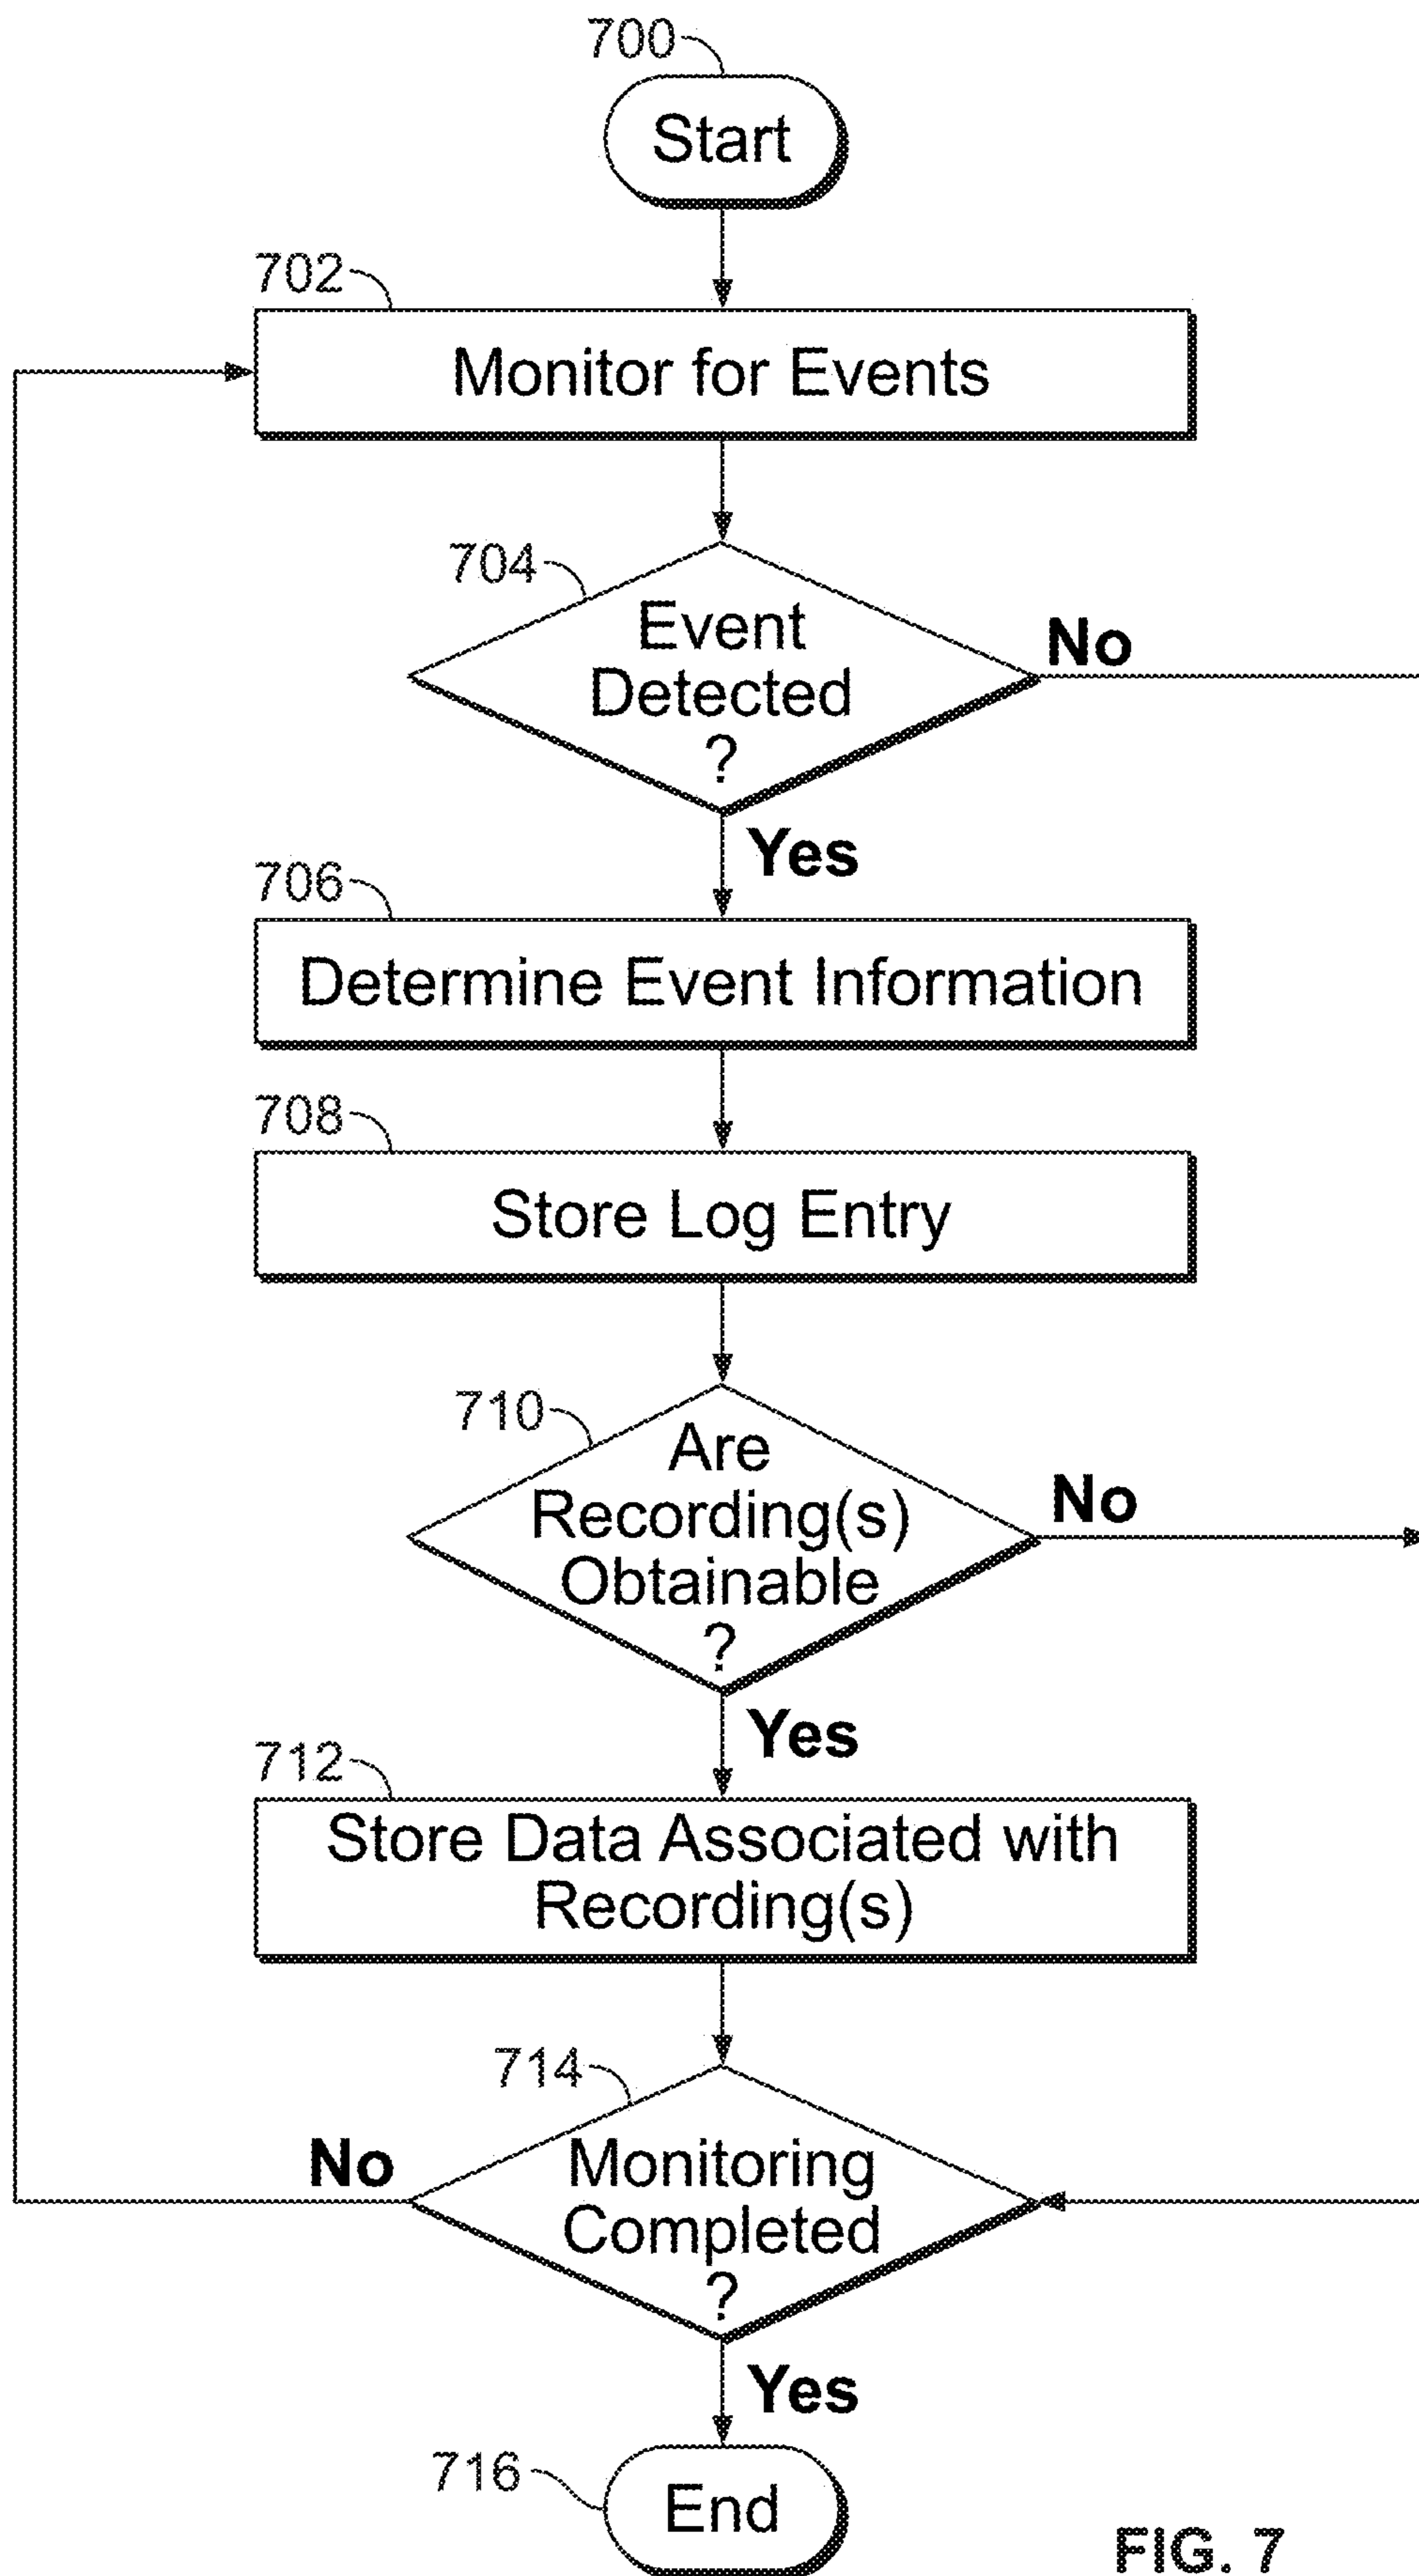 700
Start
702
Monitor for Events
704
Event
Detected
?
No
Yes
706
Determine Event Information
708
Store Log Entry
710
Are
Recording(s)
Obtainable
?
No
Yes
712
Store Data Associated with
Recording(s)
714
No
Monitoring
Completed
?
Yes
716
End
FIG. 7